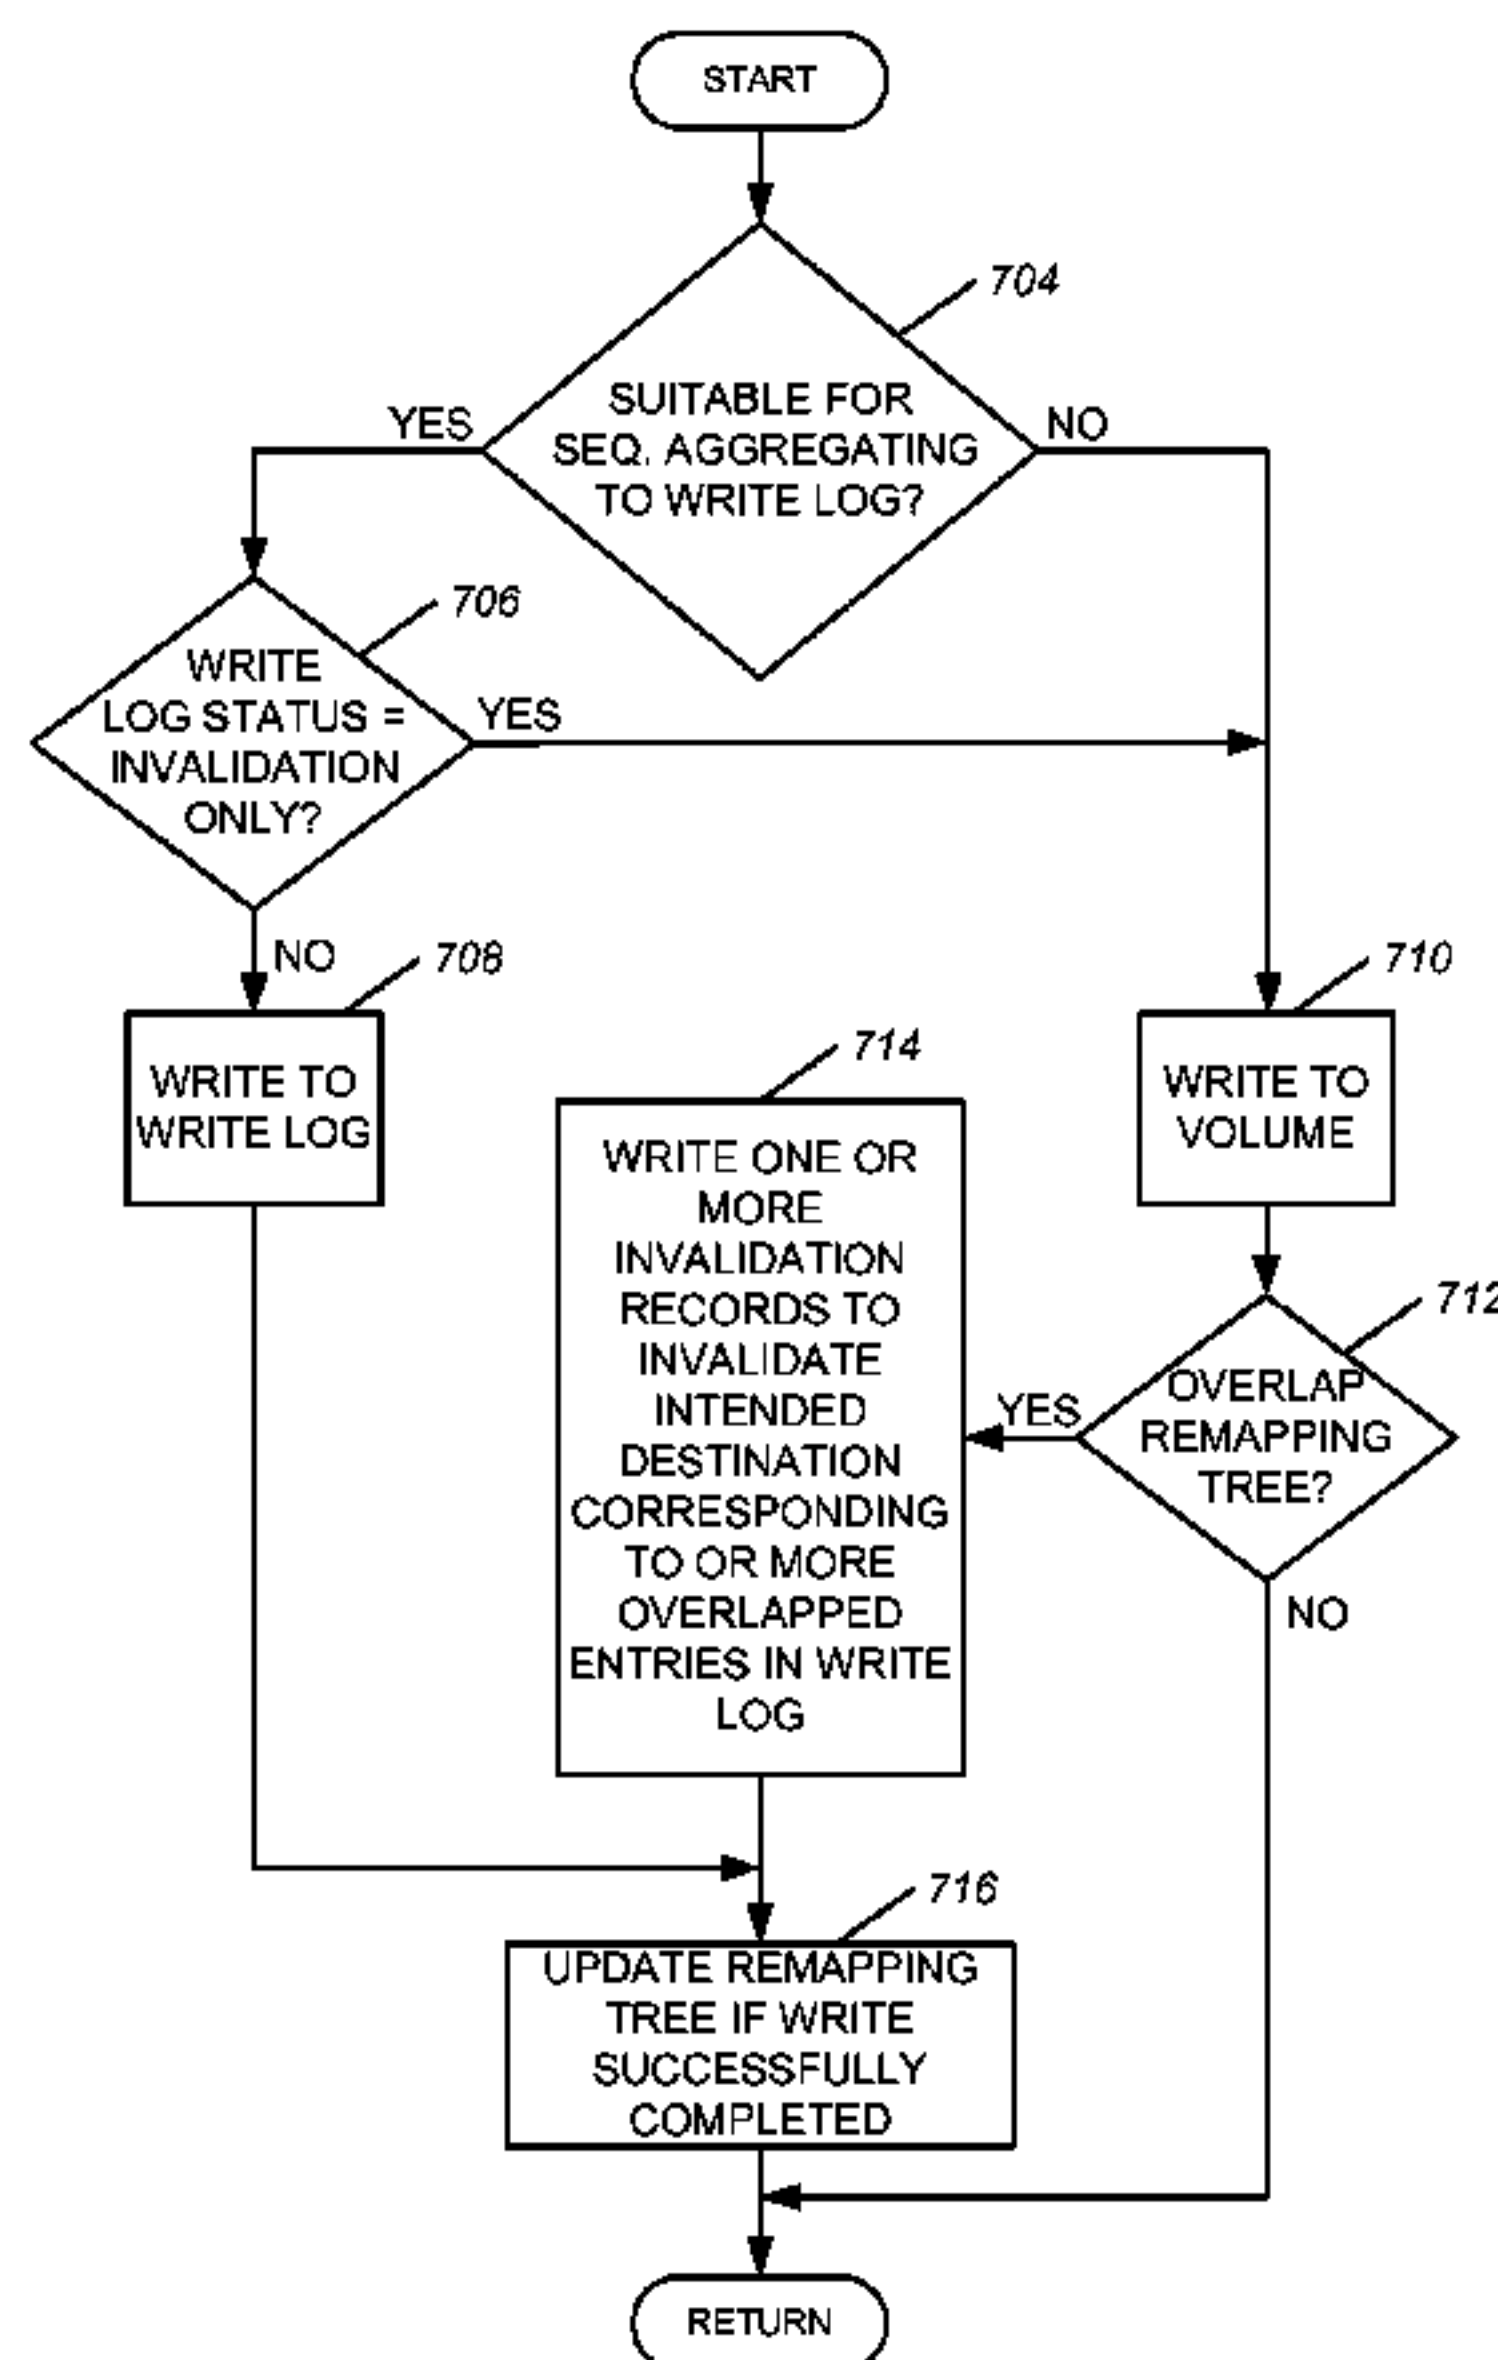 START
704
SUITABLE FOR
SEQ. AGGREGATING
TO WRITE LOG?
YES
NO
706
WRITE
LOG STATUS =
INVALIDATION
ONLY?
YES
NO
708
WRITE TO
WRITE LOG
710
WRITE TO
VOLUME
712
OVERLAP
REMAPPING
TREE?
YES
NO
714
WRITE ONE OR
MORE
INVALIDATION
RECORDS TO
INVALIDATE
INTENDED
DESTINATION
CORRESPONDING
TO OR MORE
OVERLAPPED
ENTRIES IN WRITE
LOG
716
UPDATE REMAPPING
TREE IF WRITE
SUCCESSFULLY
COMPLETED
RETURN